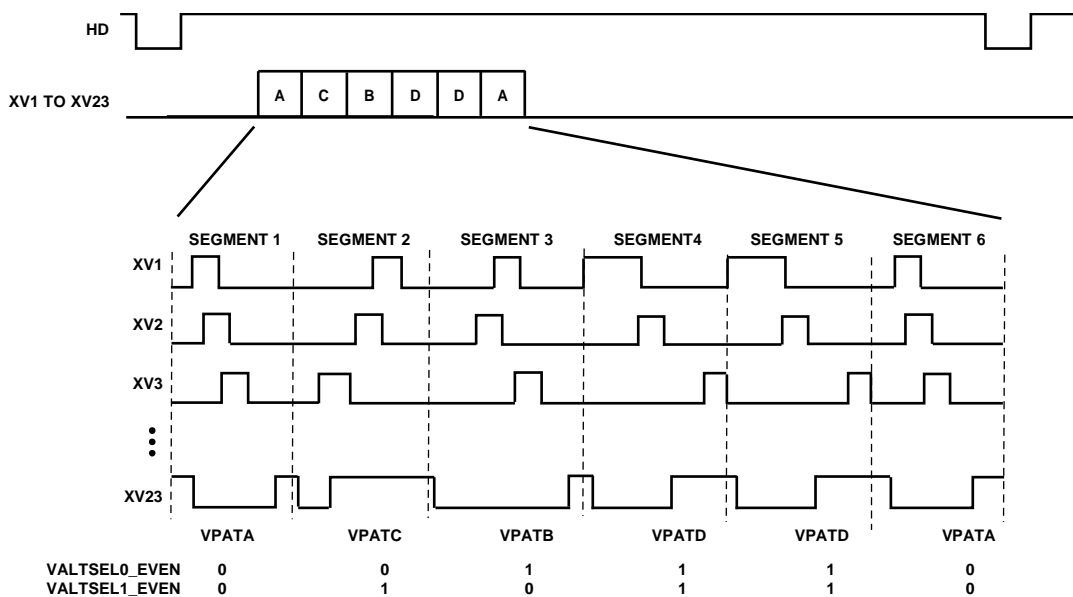 HD
XV1 TO XV23
A C B D D A
SEGMENT 1 SEGMENT 2 SEGMENT 3 SEGMENT4 SEGMENT 5 SEGMENT 6
XV1
XV2
XV3
XV23
VPATA VPATC VPATB VPATD VPATD VPATA
VALTSEL0_EVEN 0 0 1 1 1 0
VALTSEL1_EVEN 0 1 0 1 1 0